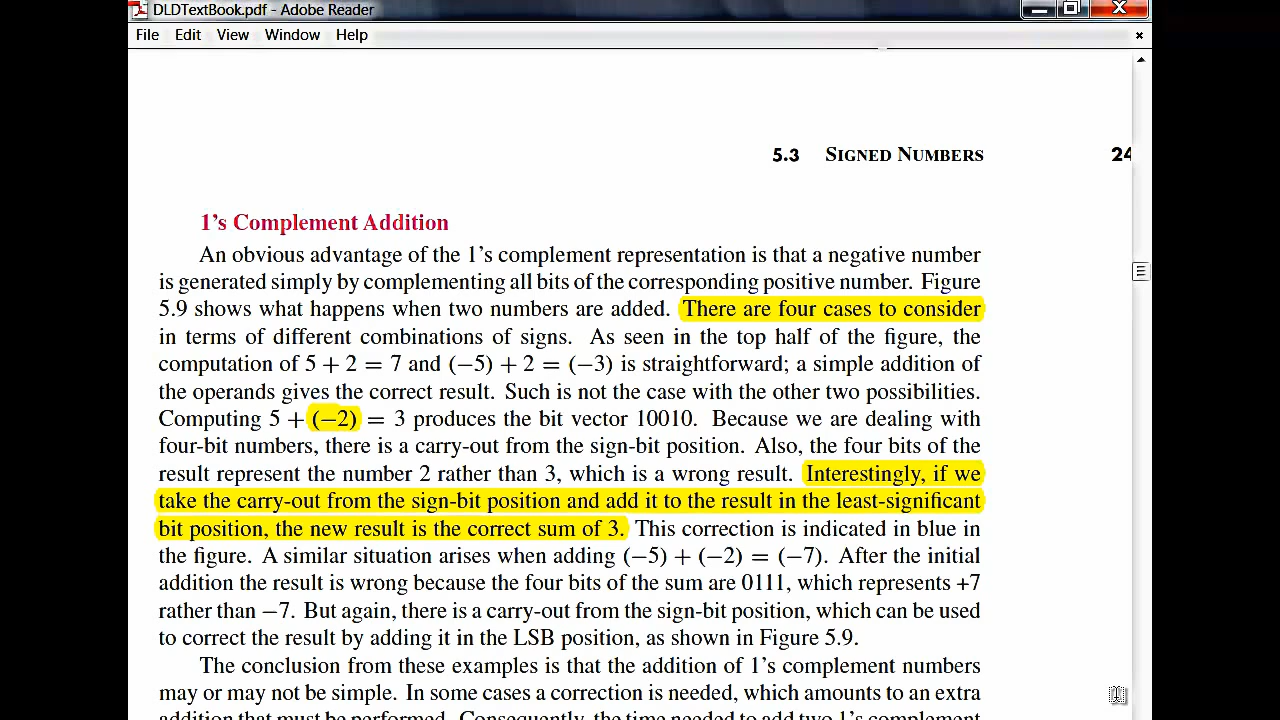 DLDTextBook.pdf - Adobe Reader
File Edit View Window Help
5.3 SIGNED NUMBERS 24
1's Complement Addition
An obvious advantage of the 1's complement representation is that a negative number
is generated simply by complementing all bits of the corresponding positive number. Figure
5.9 shows what happens when two numbers are added. There are four cases to consider
in terms of different combinations of signs. As seen in the top half of the figure, the
computation of 5 + 2 = 7 and (−5) + 2 = (−3) is straightforward; a simple addition of
the operands gives the correct result. Such is not the case with the other two possibilities.
Computing 5 + (−2) = 3 produces the bit vector 10010. Because we are dealing with
four-bit numbers, there is a carry-out from the sign-bit position. Also, the four bits of the
result represent the number 2 rather than 3, which is a wrong result. Interestingly, if we
take the carry-out from the sign-bit position and add it to the result in the least-significant
bit position, the new result is the correct sum of 3. This correction is indicated in blue in
the figure. A similar situation arises when adding (−5) + (−2) = (−7). After the initial
addition the result is wrong because the four bits of the sum are 0111, which represents +7
rather than −7. But again, there is a carry-out from the sign-bit position, which can be used
to correct the result by adding it in the LSB position, as shown in Figure 5.9.
The conclusion from these examples is that the addition of 1's complement numbers
may or may not be simple. In some cases a correction is needed, which amounts to an extra
addition that must be performed. Consequently, the time needed to add two 1's complement